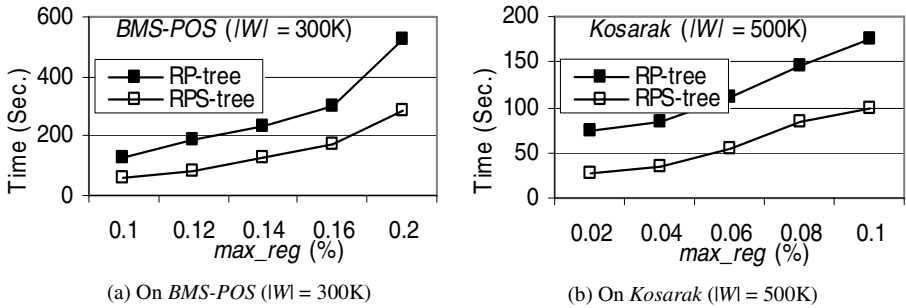 BMS-POS (|W| = 300K)
600
400
200
0
Time (Sec.)
RP-tree
RPS-tree
0.1 0.12 0.14 0.16 0.2
max_reg (%)
(a) On BMS-POS (|W| = 300K)
Kosarak (|W| = 500K)
200
150
100
50
0
Time (Sec.)
RP-tree
RPS-tree
0.02 0.04 0.06 0.08 0.1
max_reg (%)
(b) On Kosarak (|W| = 500K)